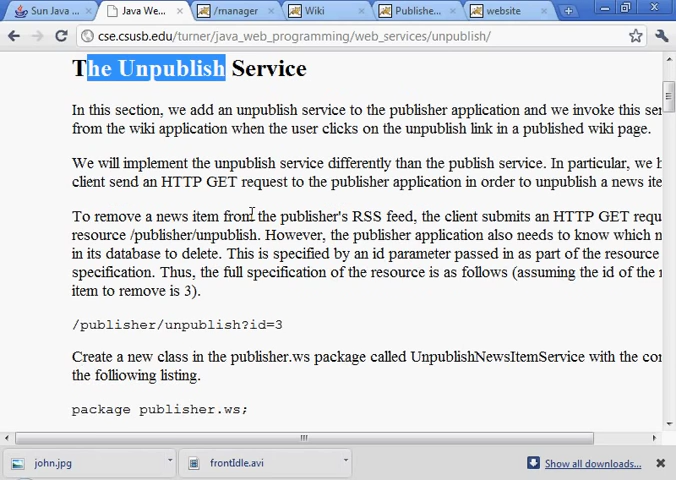 Sun Java ...
Java We...
/manager
Wiki
Publishe...
website
cse.csusb.edu/turner/java_web_programming/web_services/unpublish/
The Unpublish Service
In this section, we add an unpublish service to the publisher application and we invoke this ser
from the wiki application when the user clicks on the unpublish link in a published wiki page.
We will implement the unpublish service differently than the publish service. In particular, we h
client send an HTTP GET request to the publisher application in order to unpublish a news ite
To remove a news item from the publisher's RSS feed, the client submits an HTTP GET requ
resource /publisher/unpublish. However, the publisher application also needs to know which n
in its database to delete. This is specified by an id parameter passed in as part of the resource
specification. Thus, the full specification of the resource is as follows (assuming the id of the n
item to remove is 3).
/publisher/unpublish?id=3
Create a new class in the publisher.ws package called UnpublishNewsItemService with the con
the folliowing listing.
package publisher.ws;
john.jpg
frontIdle.avi
Show all downloads...